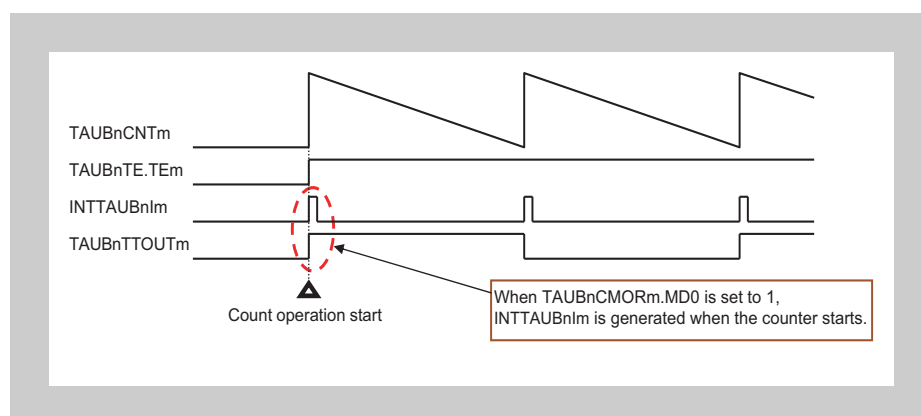 TAUBnCNTm
TAUBnTE.TEm
INTTAUBnIm
TAUBnTTOUTm
Count operation start
When TAUBnCMORm.MD0 is set to 1,
INTTAUBnIm is generated when the counter starts.